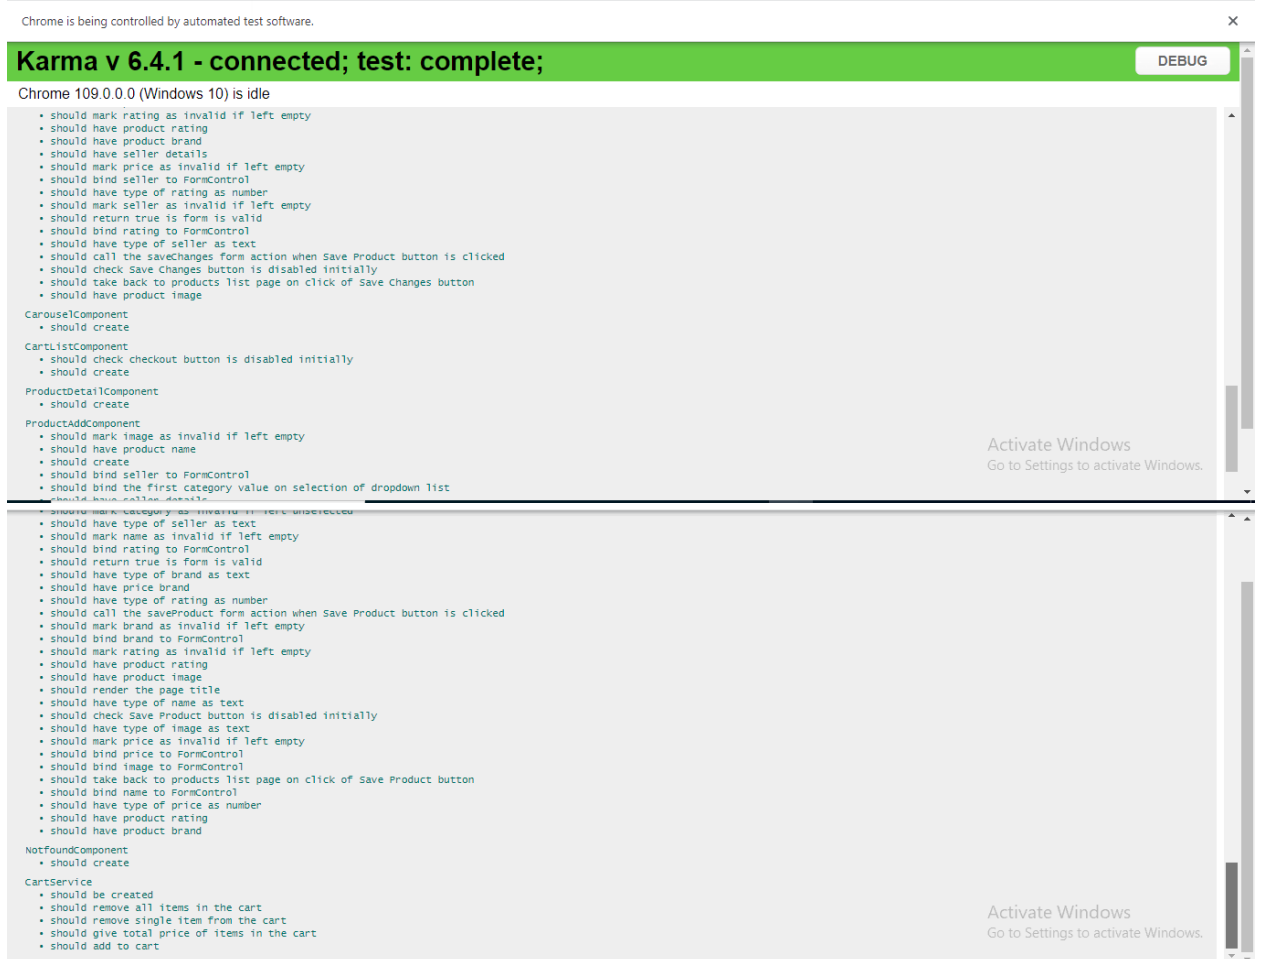 Chrome is being controlled by automated test software.
Karma v 6.4.1 - connected; test: complete;
DEBUG
Chrome 109.0.0.0 (Windows 10) is idle
• should mark rating as invalid if left empty
• should have product rating
• should have product brand
• should have seller details
• should mark price as invalid if left empty
• should bind seller to FormControl
• should have type of rating as number
• should mark seller as invalid if left empty
• should return true is form is valid
• should bind rating to FormControl
• should have type of seller as text
• should call the saveChanges form action when Save Product button is clicked
• should check Save Changes button is disabled initially
• should take back to products list page on click of Save Changes button
• should have product image
CarouselComponent
• should create
CartListComponent
• should check checkout button is disabled initially
• should create
ProductDetailComponent
• should create
ProductAddComponent
• should mark image as invalid if left empty
• should have product name
• should create
• should bind seller to FormControl
• should bind the first category value on selection of dropdown list
• should have seller details
Activate Windows
Go to Settings to activate Windows.
• should mark category as invalid if left unselected
• should have type of seller as text
• should mark name as invalid if left empty
• should bind rating to FormControl
• should return true is form is valid
• should have type of brand as text
• should have price brand
• should have type of rating as number
• should call the saveProduct form action when Save Product button is clicked
• should mark brand as invalid if left empty
• should bind brand to FormControl
• should mark rating as invalid if left empty
• should have product rating
• should have product image
• should render the page title
• should have type of name as text
• should check Save Product button is disabled initially
• should have type of image as text
• should mark price as invalid if left empty
• should bind price to FormControl
• should bind image to FormControl
• should take back to products list page on click of Save Product button
• should bind name to FormControl
• should have type of price as number
• should have product rating
• should have product brand
NotfoundComponent
• should create
CartService
• should be created
• should remove all items in the cart
• should remove single item from the cart
• should give total price of items in the cart
• should add to cart
Activate Windows
Go to Settings to activate Windows.